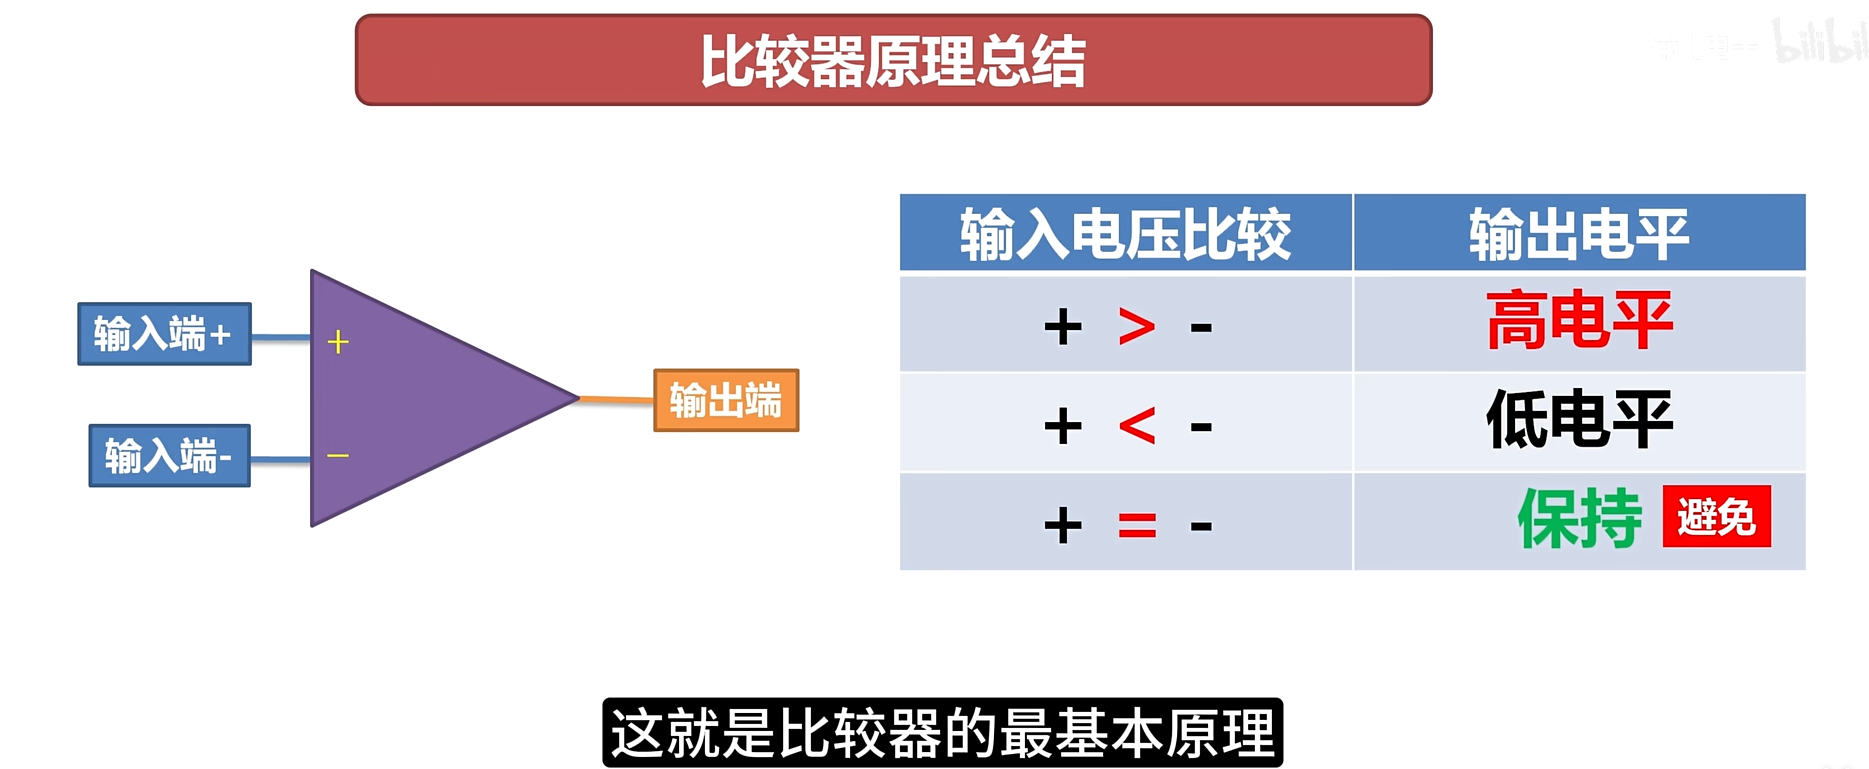 比较器原理总结
bilibil
输入端+
输入端-
+
−
输出端
输入电压比较 输出电平
+ > - 高电平
+ < - 低电平
+ = - 保持 避免
这就是比较器的最基本原理